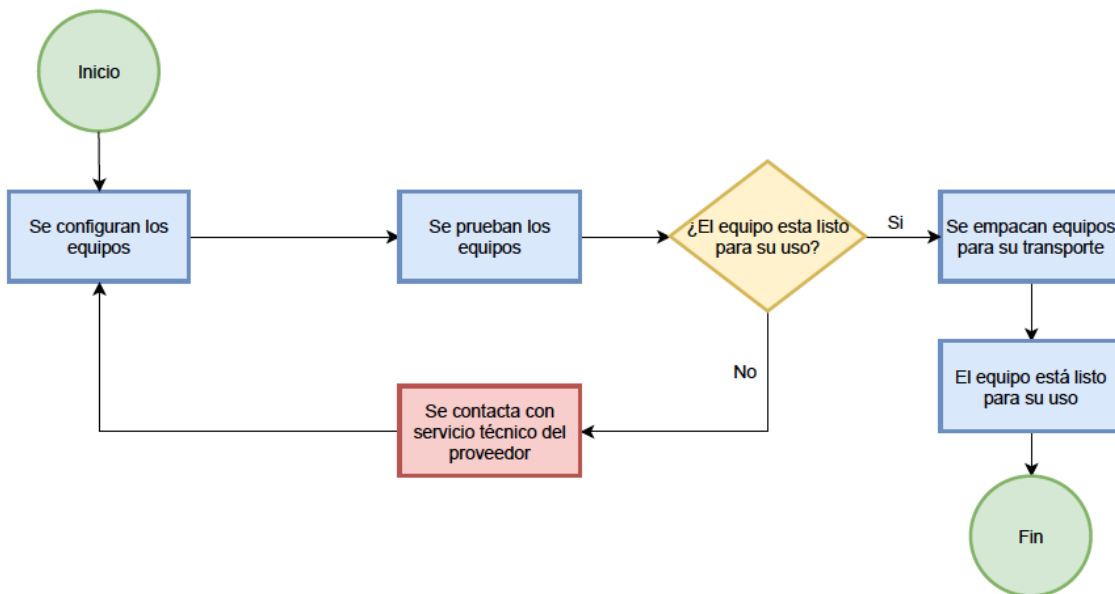 Inicio
Se configuran los
equipos
Se prueban los
equipos
¿El equipo esta listo
para su uso?
Si
Se empacan equipos
para su transporte
No
El equipo está listo
para su uso
Se contacta con
servicio técnico del
proveedor
Fin